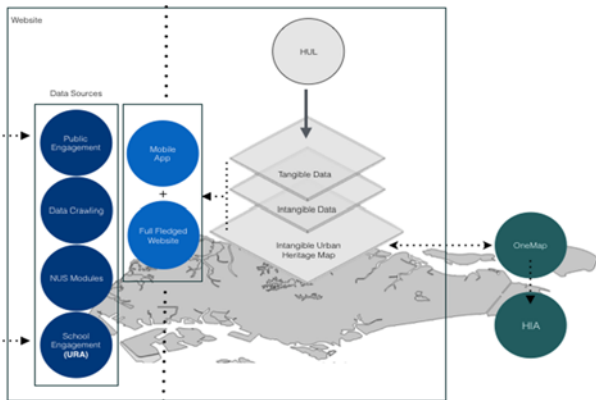 Website
HUL
Data Sources
Public
Engagement
Mobile
App
+
Full Fledged
Website
Data Crawling
NUS Modules
School
Engagement
(URA)
Tangible Data
Intangible Data
Intangible Urban
Heritage Map
OneMap
HIA